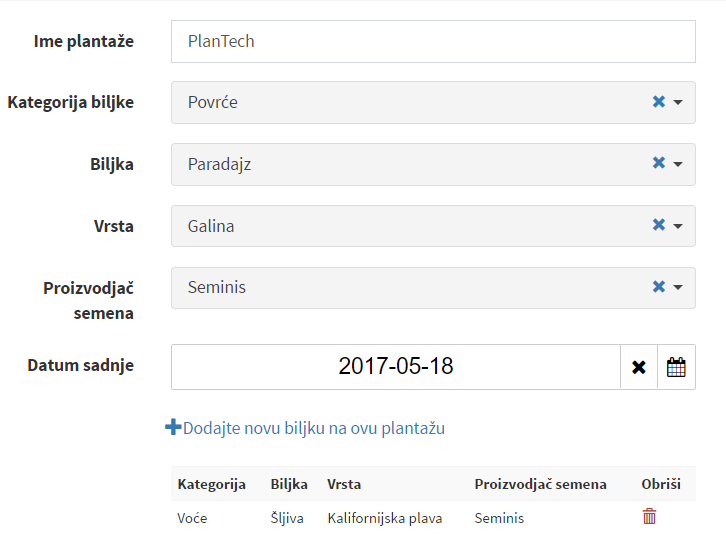 Ime plantaže PlanTech
Kategorija biljke Povrće
Biljka Paradajz
Vrsta Galina
Proizvodjač
semena Seminis
Datum sadnje 2017-05-18
Dodajte novu biljku na ovu plantažu
Kategorija Biljka Vrsta Proizvodjač semena Obriši
Voće Šljiva Kalifornijska plava Seminis